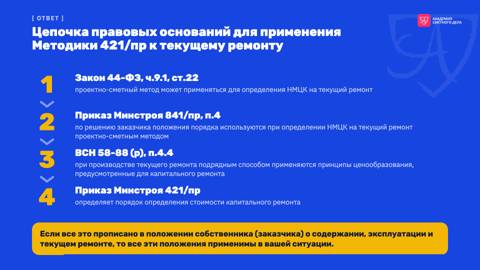 [ ОТВЕТ ]
Цепочка правовых оснований для применения
Методики 421/пр к текущему ремонту
АКАДЕМИЯ
СМЕТНОГО ДЕЛА
1
Закон 44-ФЗ, ч.9.1, ст.22
проектно-сметный метод может применяться для определения НМЦК на текущий ремонт
2
Приказ Минстроя 841/пр, п.4
по решению заказчика положения порядка используются при определении НМЦК на текущий ремонт
проектно-сметным методом
3
ВСН 58-88 (р), п.4.4
при производстве текущего ремонта подрядным способом применяются принципы ценообразования,
предусмотренные для капитального ремонта
4
Приказ Минстроя 421/пр
определяет порядок определения стоимости капитального ремонта
Если все это прописано в положении собственника (заказчика) о содержании, эксплуатации и
текущем ремонте, то все эти положения применимы в вашей ситуации.